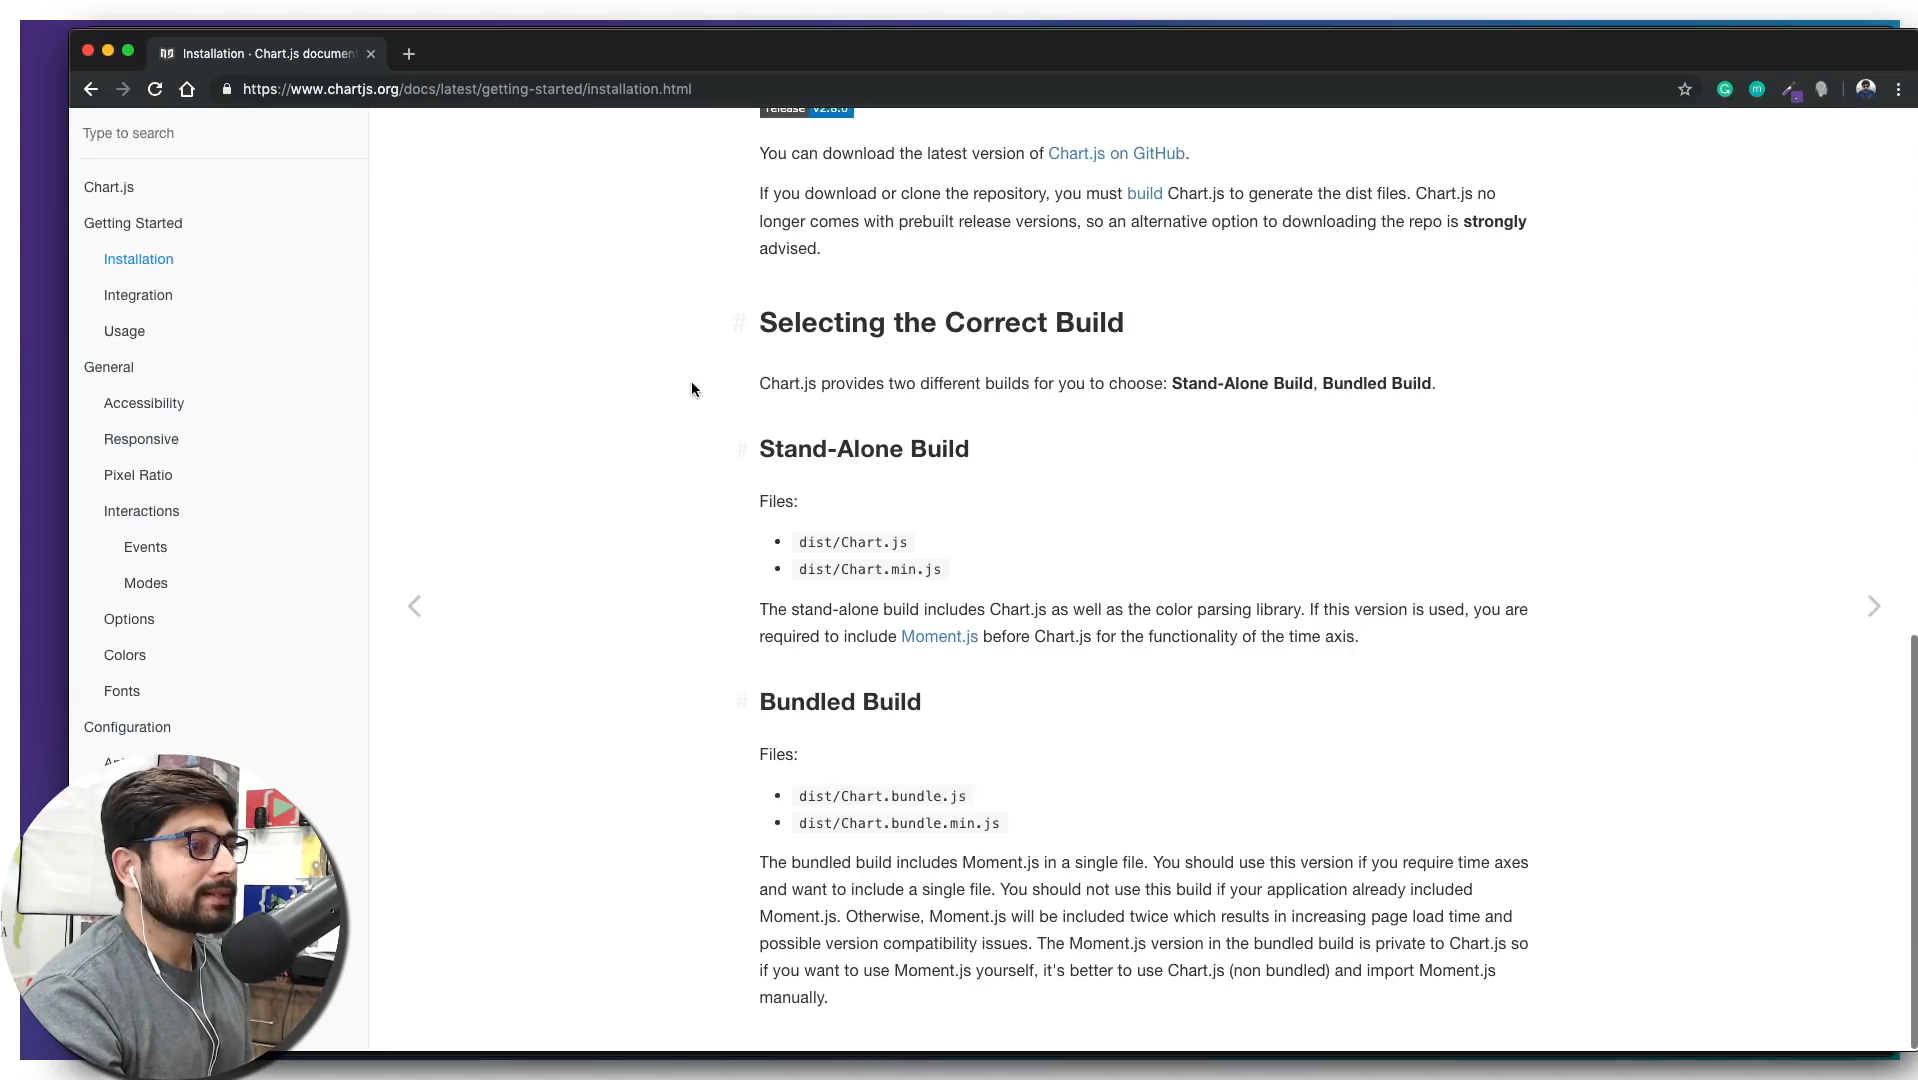 Installation · Chart.js documen
https://www.chartjs.org/docs/latest/getting-started/installation.html
Type to search
Chart.js
Getting Started
Installation
Integration
Usage
General
Accessibility
Responsive
Pixel Ratio
Interactions
Events
Modes
Options
Colors
Fonts
Configuration
release v2.8.0
You can download the latest version of Chart.js on GitHub.
If you download or clone the repository, you must build Chart.js to generate the dist files. Chart.js no
longer comes with prebuilt release versions, so an alternative option to downloading the repo is strongly
advised.
# Selecting the Correct Build
Chart.js provides two different builds for you to choose: Stand-Alone Build, Bundled Build.
# Stand-Alone Build
Files:
• dist/Chart.js
• dist/Chart.min.js
The stand-alone build includes Chart.js as well as the color parsing library. If this version is used, you are
required to include Moment.js before Chart.js for the functionality of the time axis.
# Bundled Build
Files:
• dist/Chart.bundle.js
• dist/Chart.bundle.min.js
The bundled build includes Moment.js in a single file. You should use this version if you require time axes
and want to include a single file. You should not use this build if your application already included
Moment.js. Otherwise, Moment.js will be included twice which results in increasing page load time and
possible version compatibility issues. The Moment.js version in the bundled build is private to Chart.js so
if you want to use Moment.js yourself, it's better to use Chart.js (non bundled) and import Moment.js
manually.